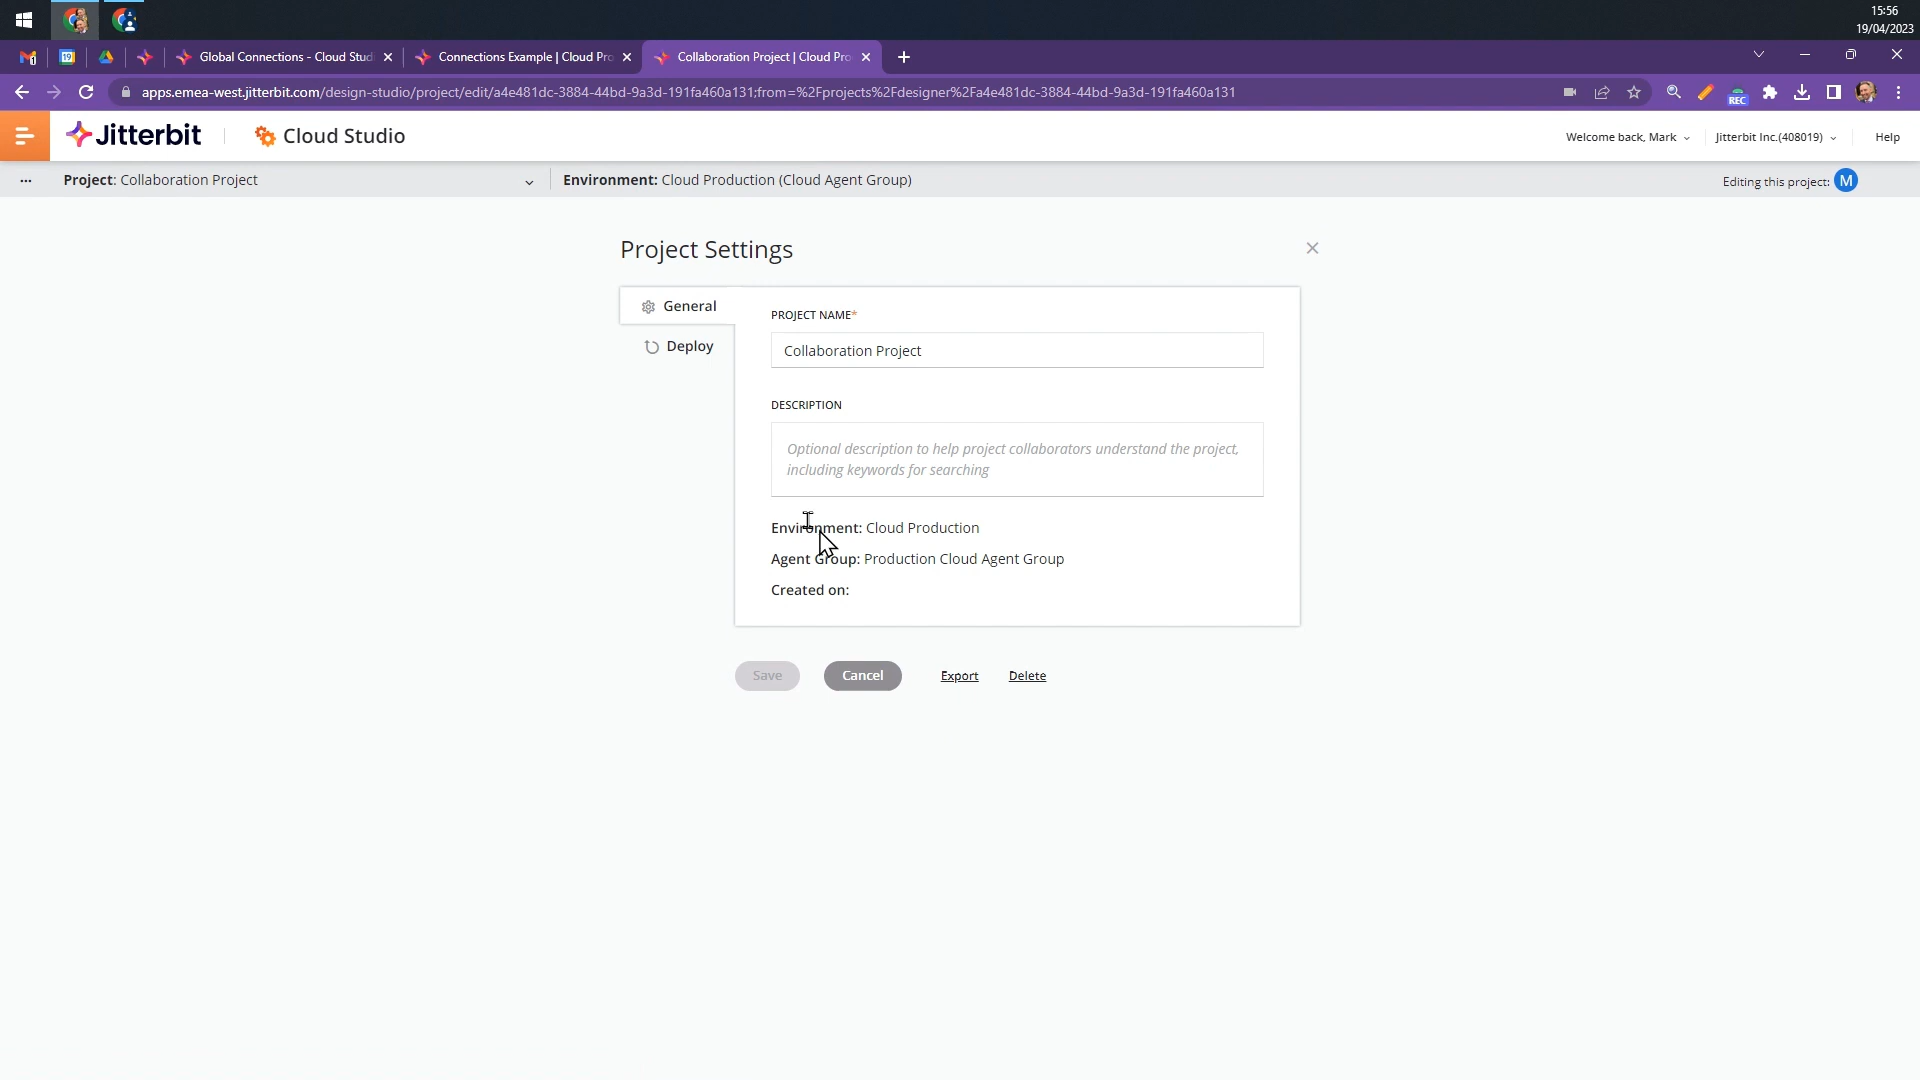 15:56
19/04/2023
Global Connections - Cloud Stud
Connections Example | Cloud Pro
Collaboration Project | Cloud Pro
apps.emea-west.jitterbit.com/design-studio/project/edit/a4e481dc-3884-44bd-9a3d-191fa460a131;from=%2Fprojects%2Fdesigner%2Fa4e481dc-3884-44bd-9a3d-191fa460a131
REC
Jitterbit
Cloud Studio
Welcome back, Mark
Jitterbit Inc.(408019)
Help
... Project: Collaboration Project
Environment: Cloud Production (Cloud Agent Group)
Editing this project: M
Project Settings
General
Deploy
PROJECT NAME*
Collaboration Project
DESCRIPTION
Optional description to help project collaborators understand the project,
including keywords for searching
Environment: Cloud Production
Agent Group: Production Cloud Agent Group
Created on:
Save
Cancel
Export
Delete